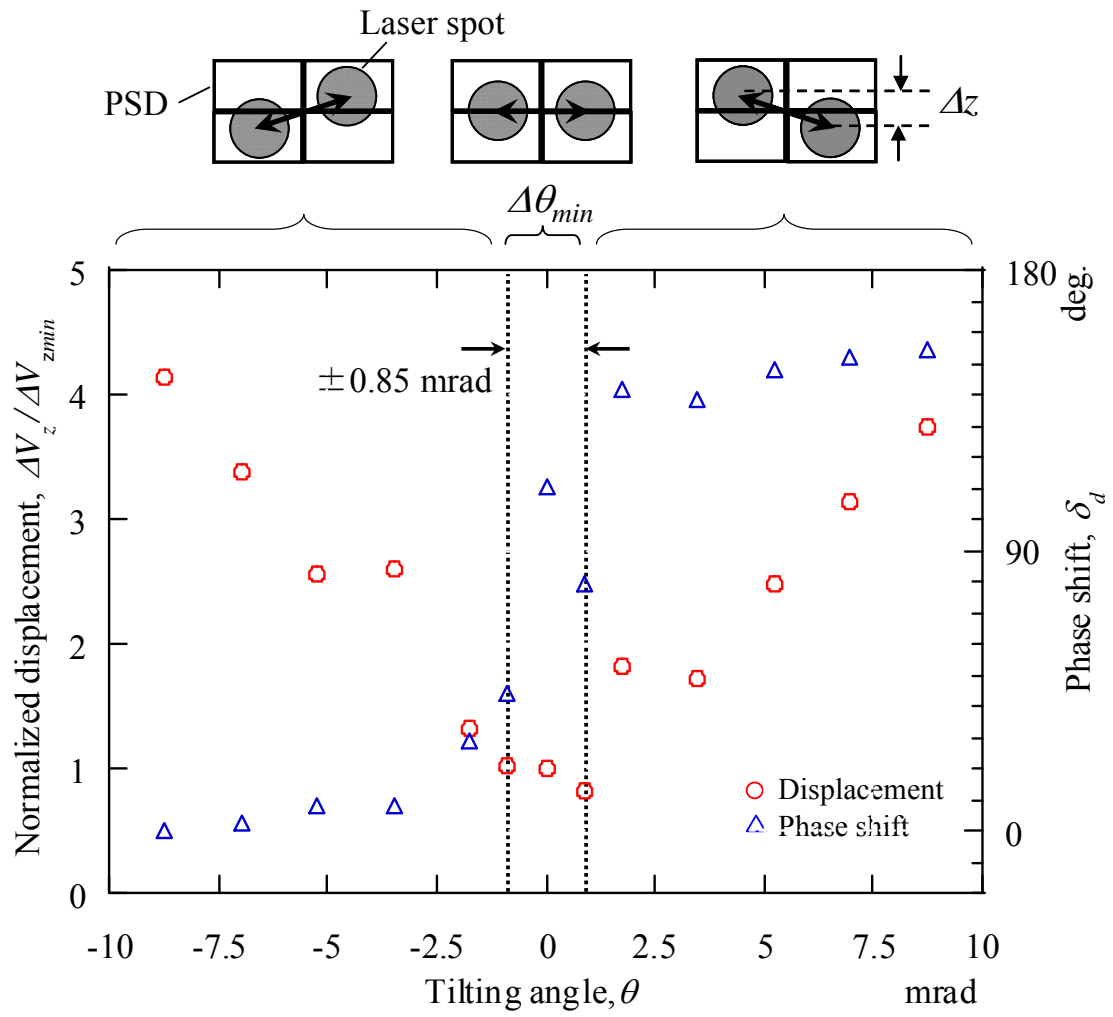 Laser spot
PSD
Δz
Δθmin
5
4
3
2
1
0
180
90
0
deg.
±0.85 mrad
Normalized displacement, ΔVz/ΔVzmin
Phase shift, δd
Displacement
Phase shift
-10 -7.5 -5 -2.5 0 2.5 5 7.5 10
Tilting angle, θ mrad